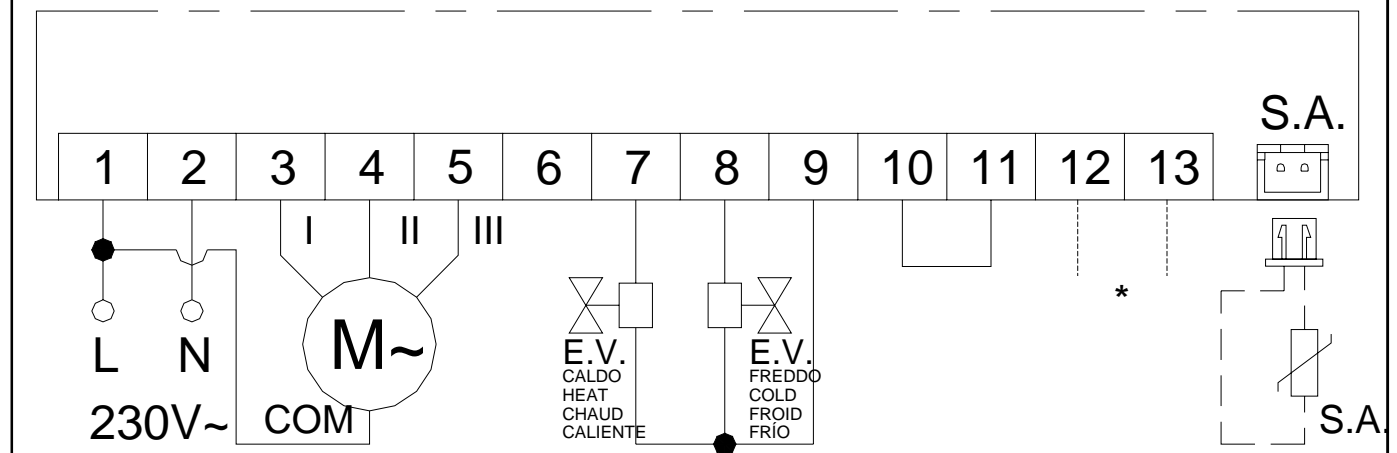 S.A.
1 2 3 4 5 6 7 8 9 10 11 12 13
I II III
*
M~
L N
E.V.
CALDO
HEAT
CHAUD
CALIENTE
E.V.
FREDDO
COLD
FROID
FRÍO
230V~ COM
S.A.